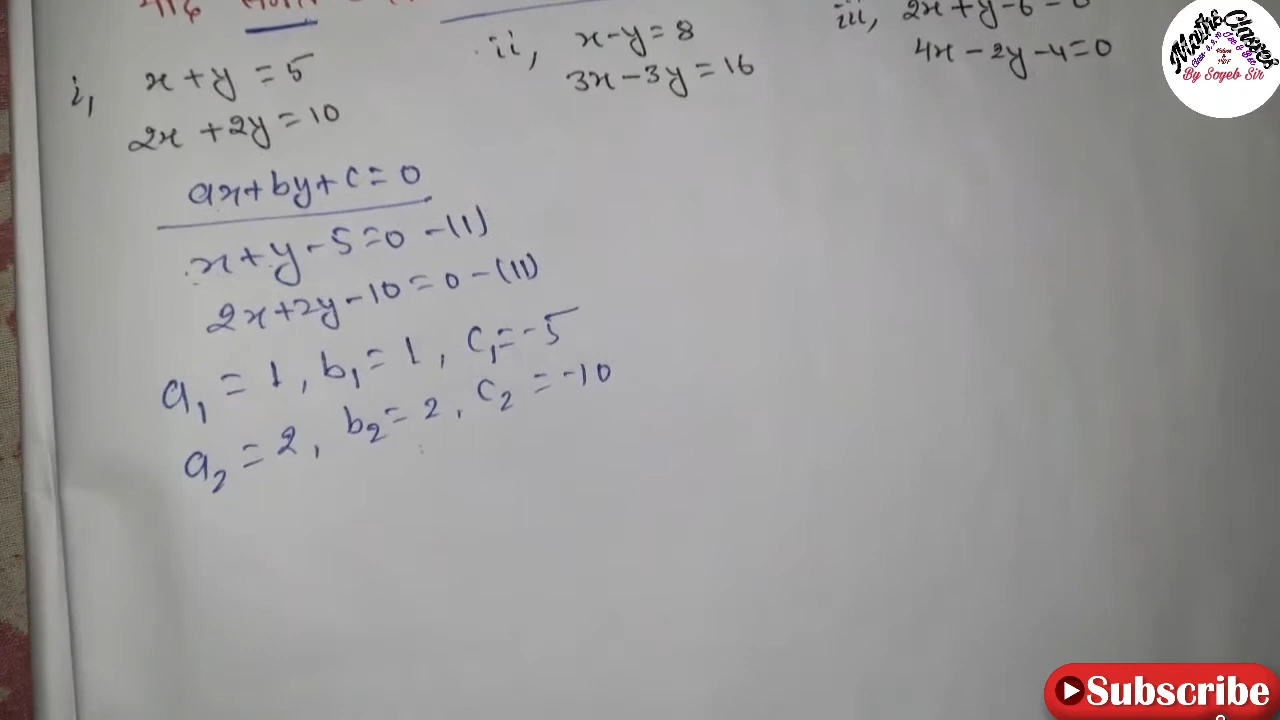 यदि
i, x + y = 5
2x + 2y = 10
ii, x - y = 8
3x - 3y = 16
iii, 2x + y - 6 = 0
4x - 2y - 4 = 0
ax + by + c = 0
x + y - 5 = 0 - (i)
2x + 2y - 10 = 0 - (ii)
a₁ = 1, b₁ = 1, c₁ = -5
a₂ = 2, b₂ = 2, c₂ = -10
Maths Classes
By Soyeb Sir
Subscribe